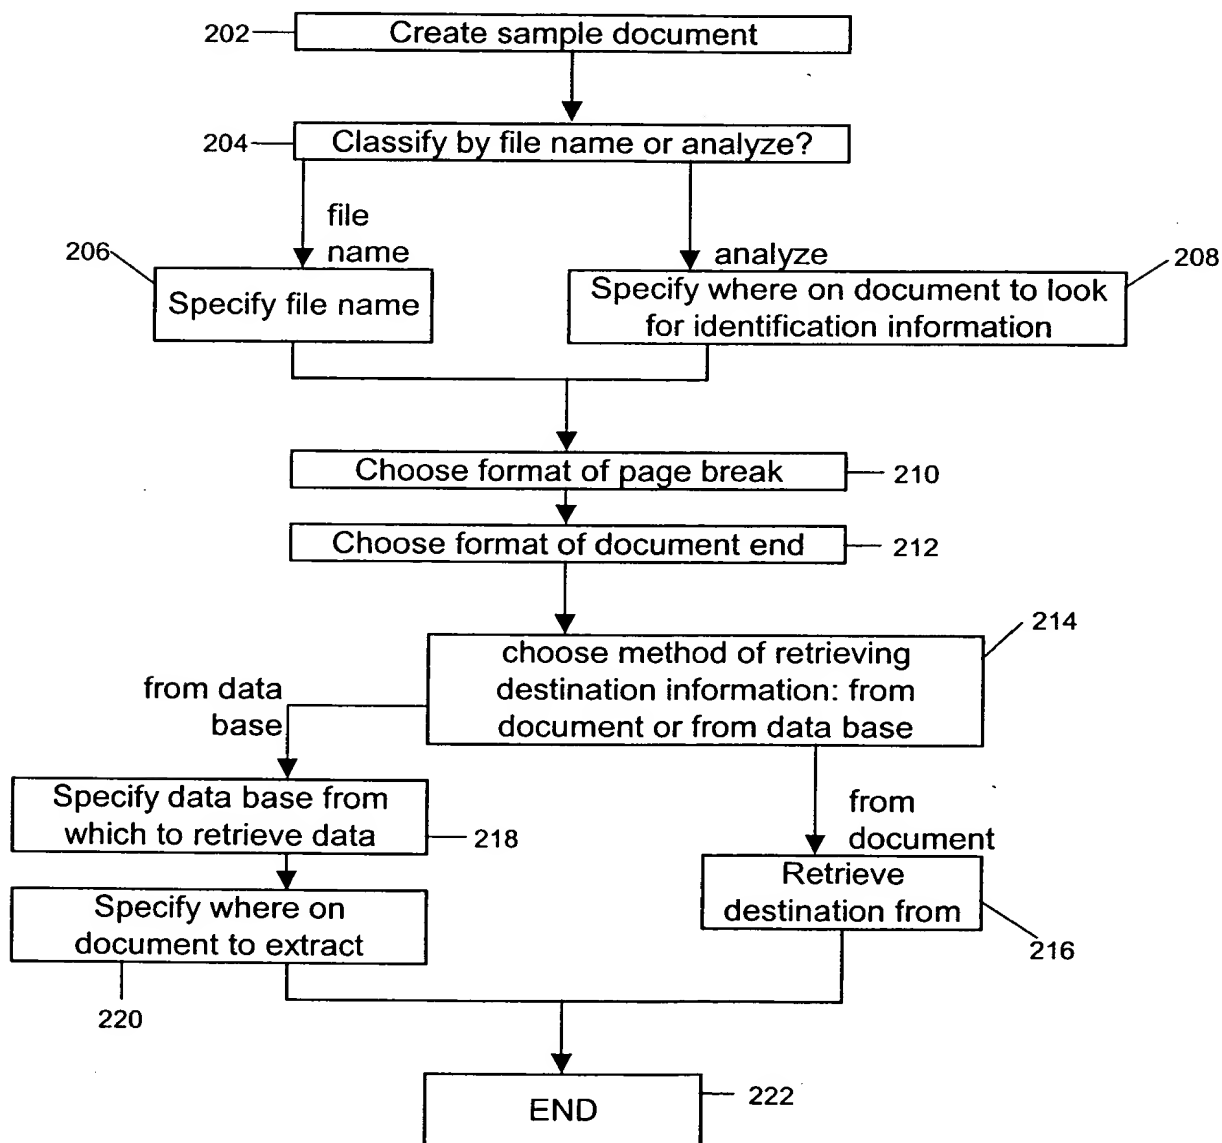 202
Create sample document
204
Classify by file name or analyze?
file
name
analyze
206
Specify file name
208
Specify where on document to look
for identification information
Choose format of page break
210
Choose format of document end
212
214
choose method of retrieving
destination information: from
document or from data base
from data
base
Specify data base from
which to retrieve data
218
from
document
Specify where on
document to extract
220
Retrieve
destination from
216
END
222